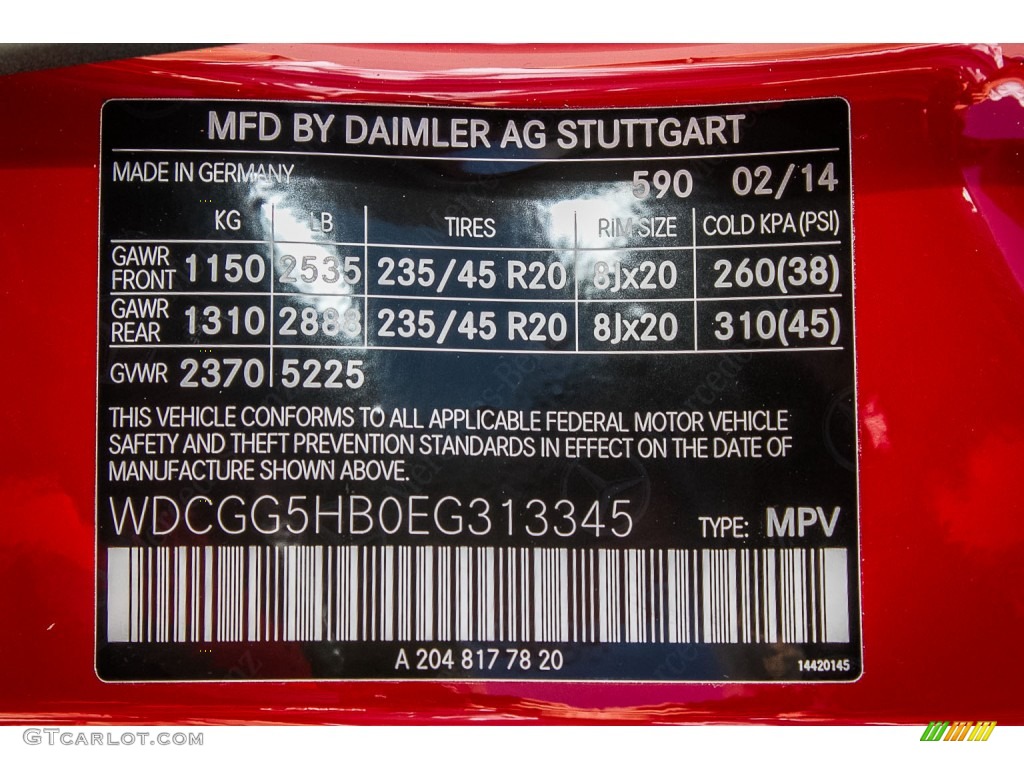 MFD BY DAIMLER AG STUTTGART
MADE IN GERMANY 590 02/14
KG LB TIRES RIM SIZE COLD KPA (PSI)
GAWR FRONT 1150 2535 235/45 R20 8Jx20 260(38)
GAWR REAR 1310 2888 235/45 R20 8Jx20 310(45)
GVWR 2370 5225
THIS VEHICLE CONFORMS TO ALL APPLICABLE FEDERAL MOTOR VEHICLE
SAFETY AND THEFT PREVENTION STANDARDS IN EFFECT ON THE DATE OF
MANUFACTURE SHOWN ABOVE.
WDCGG5HB0EG313345 TYPE: MPV
A 204 817 78 20 14420145
GTCARLOT.COM